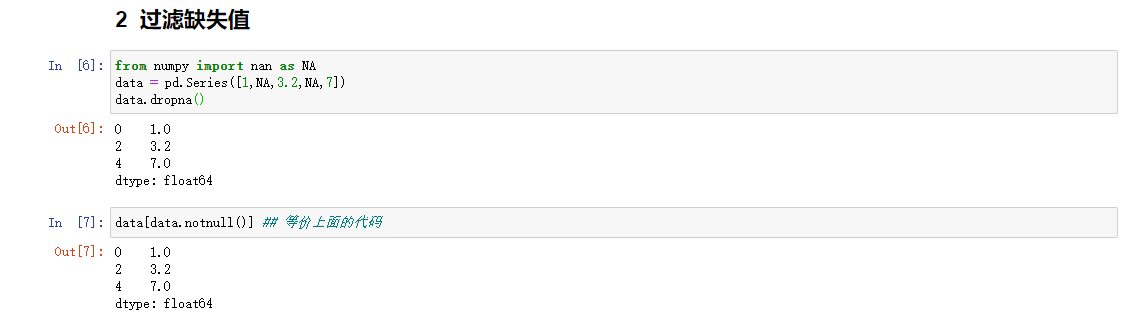 2 过滤缺失值
In [6]: from numpy import nan as NA
data = pd.Series([1,NA,3.2,NA,7])
data.dropna()
Out[6]: 0 1.0
2 3.2
4 7.0
dtype: float64
In [7]: data[data.notnull()] ## 等价上面的代码
Out[7]: 0 1.0
2 3.2
4 7.0
dtype: float64